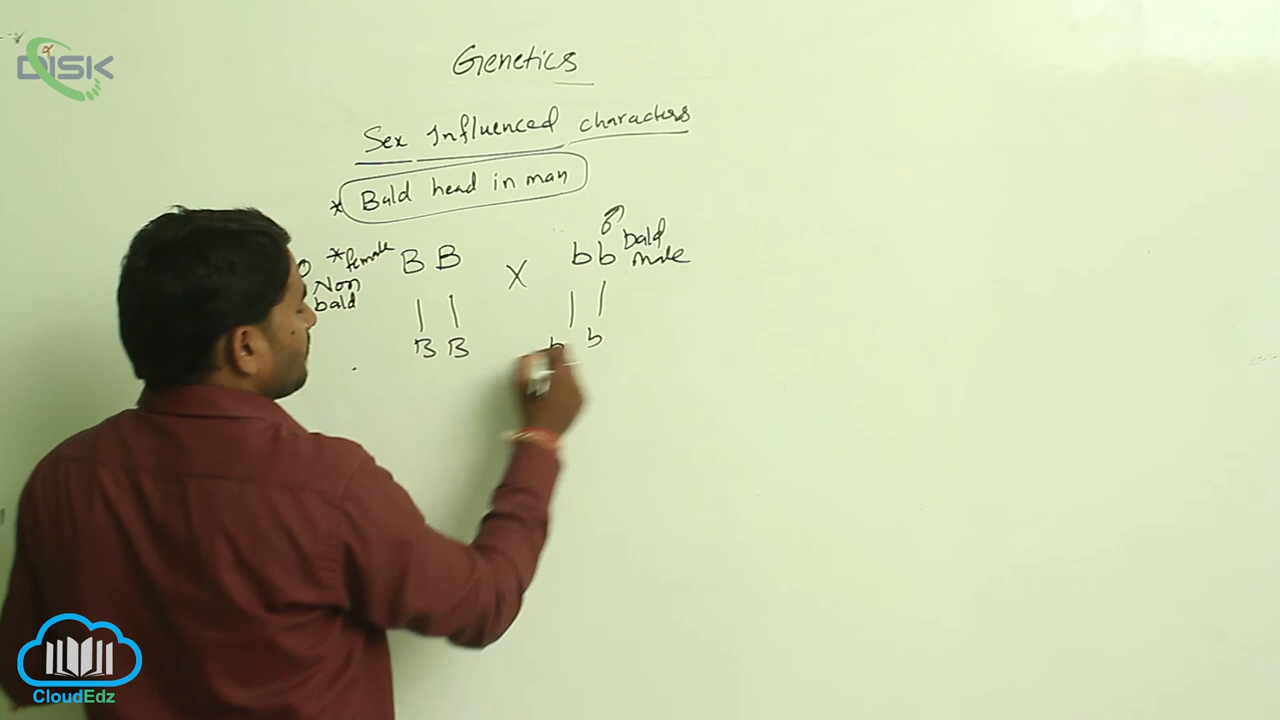 DISK
Genetics
Sex Influenced characters
* Bald head in man
*female BB X bb ♂ bald male
Non bald
B B b b
CloudEdz